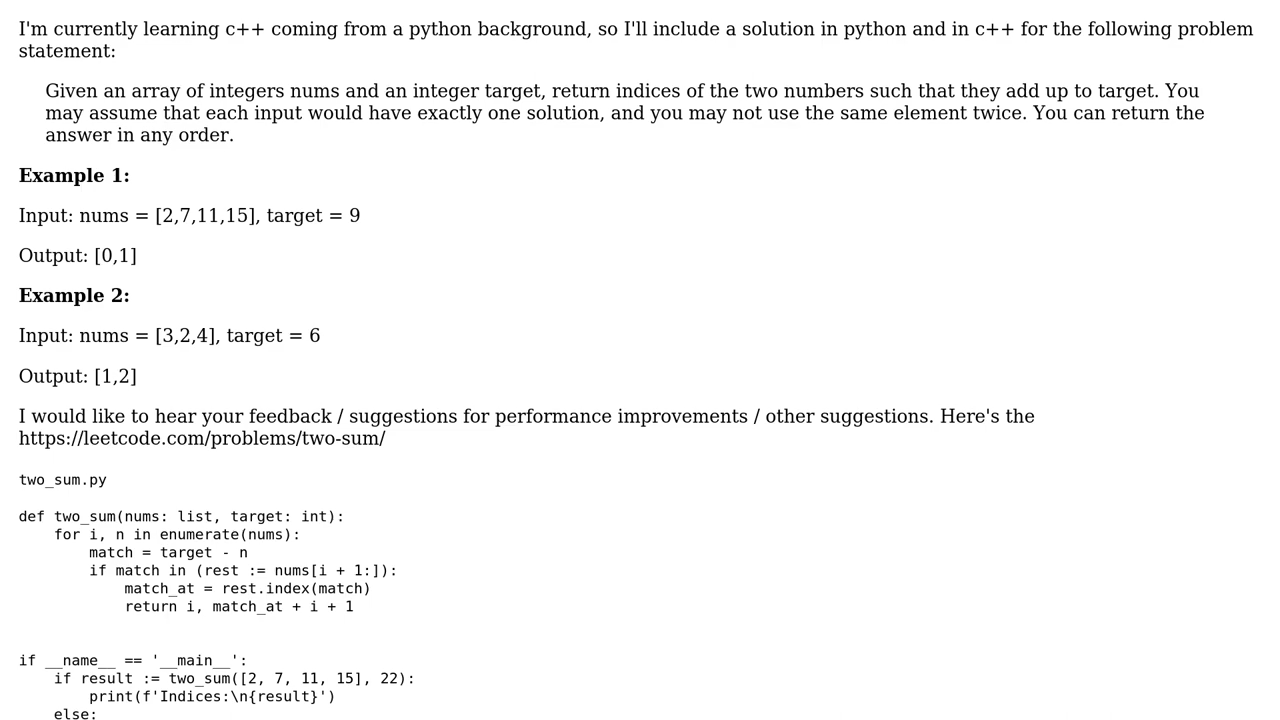 I'm currently learning c++ coming from a python background, so I'll include a solution in python and in c++ for the following problem
statement:
Given an array of integers nums and an integer target, return indices of the two numbers such that they add up to target. You
may assume that each input would have exactly one solution, and you may not use the same element twice. You can return the
answer in any order.
Example 1:
Input: nums = [2,7,11,15], target = 9
Output: [0,1]
Example 2:
Input: nums = [3,2,4], target = 6
Output: [1,2]
I would like to hear your feedback / suggestions for performance improvements / other suggestions. Here's the
https://leetcode.com/problems/two-sum/
two_sum.py
def two_sum(nums: list, target: int):
    for i, n in enumerate(nums):
        match = target - n
        if match in (rest := nums[i + 1:]):
            match_at = rest.index(match)
            return i, match_at + i + 1
if __name__ == '__main__':
    if result := two_sum([2, 7, 11, 15], 22):
        print(f'Indices:\n{result}')
    else: